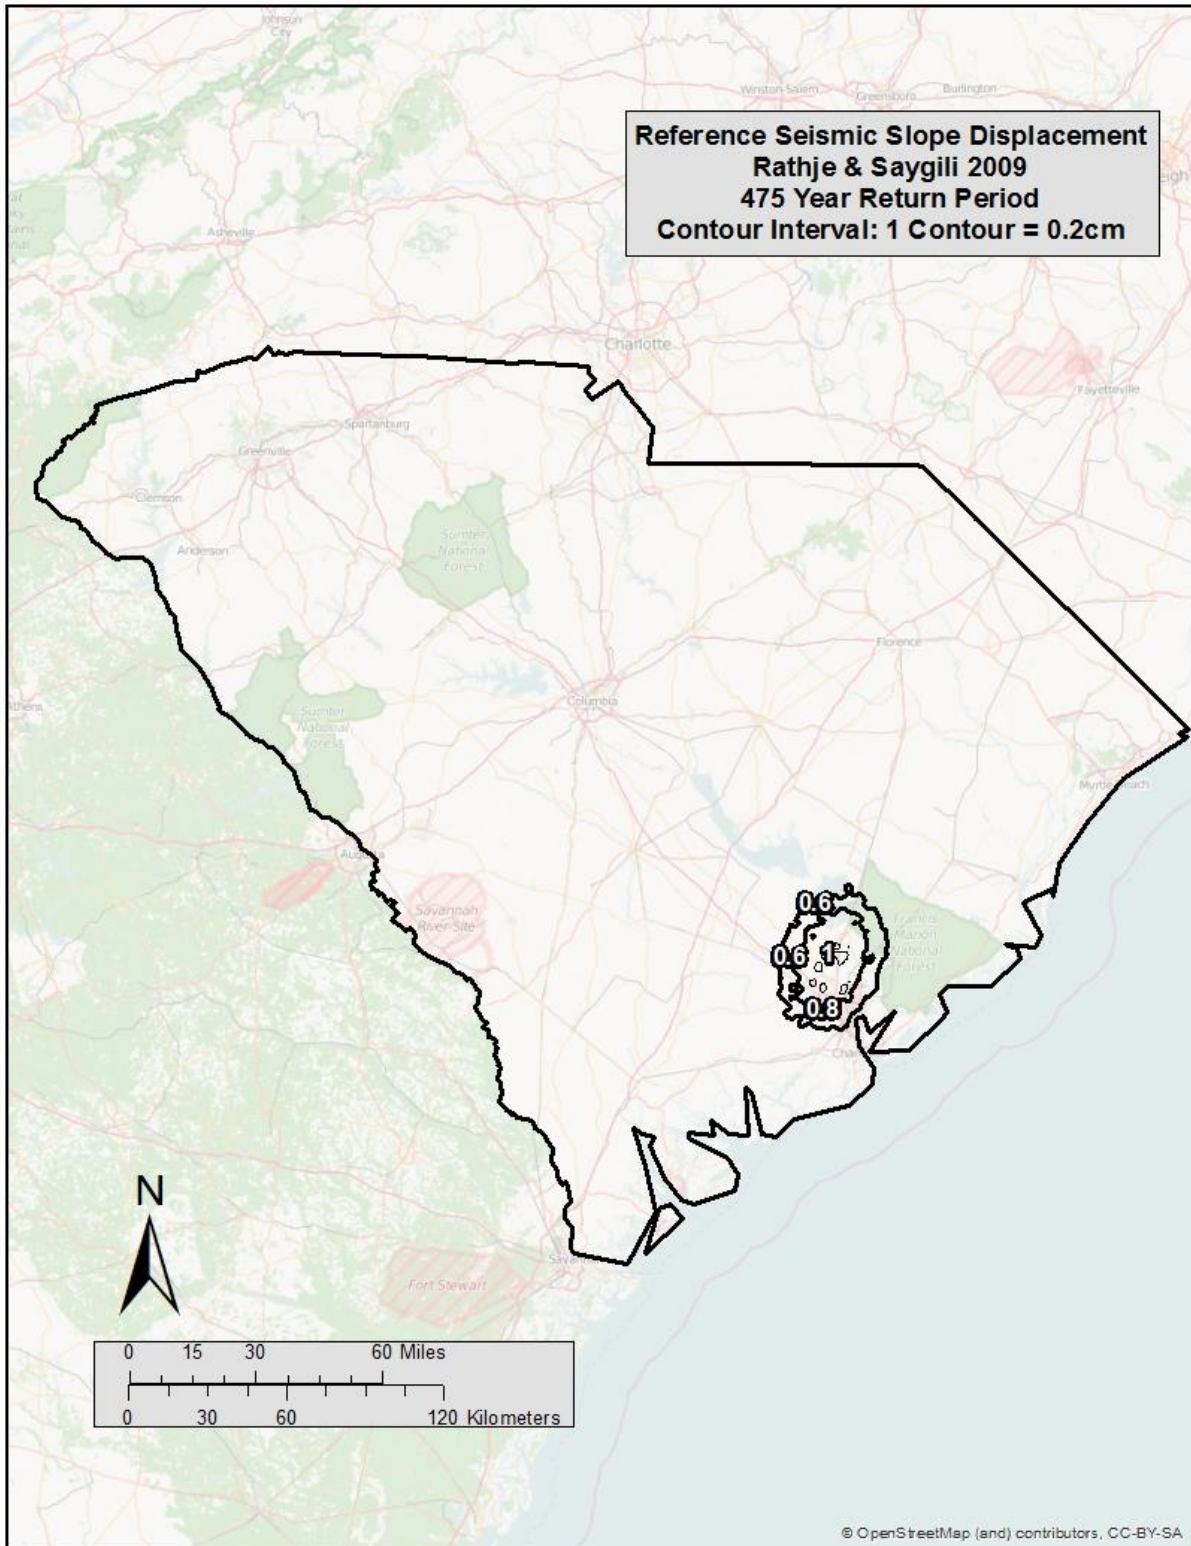 Johnson
City
Winston-Salem
Greensboro
Burlington
Reference Seismic Slope Displacement
Rathje & Saygili 2009
475 Year Return Period
Contour Interval: 1 Contour = 0.2cm
eigh
Asheville
Charlotte
Fayetteville
Spartanburg
Greenville
Clemson
Sumter
National
Forest
Anderson
Florence
Columbia
Athens
Sumter
National
Forest
Myrtle Beach
Augusta
Savannah
River Site
0.6
Francis
Marion
National
Forest
0.6
1
0.8
Char
N
Savannah
Fort Stewart
0 15 30 60 Miles
0 30 60 120 Kilometers
© OpenStreetMap (and) contributors, CC-BY-SA